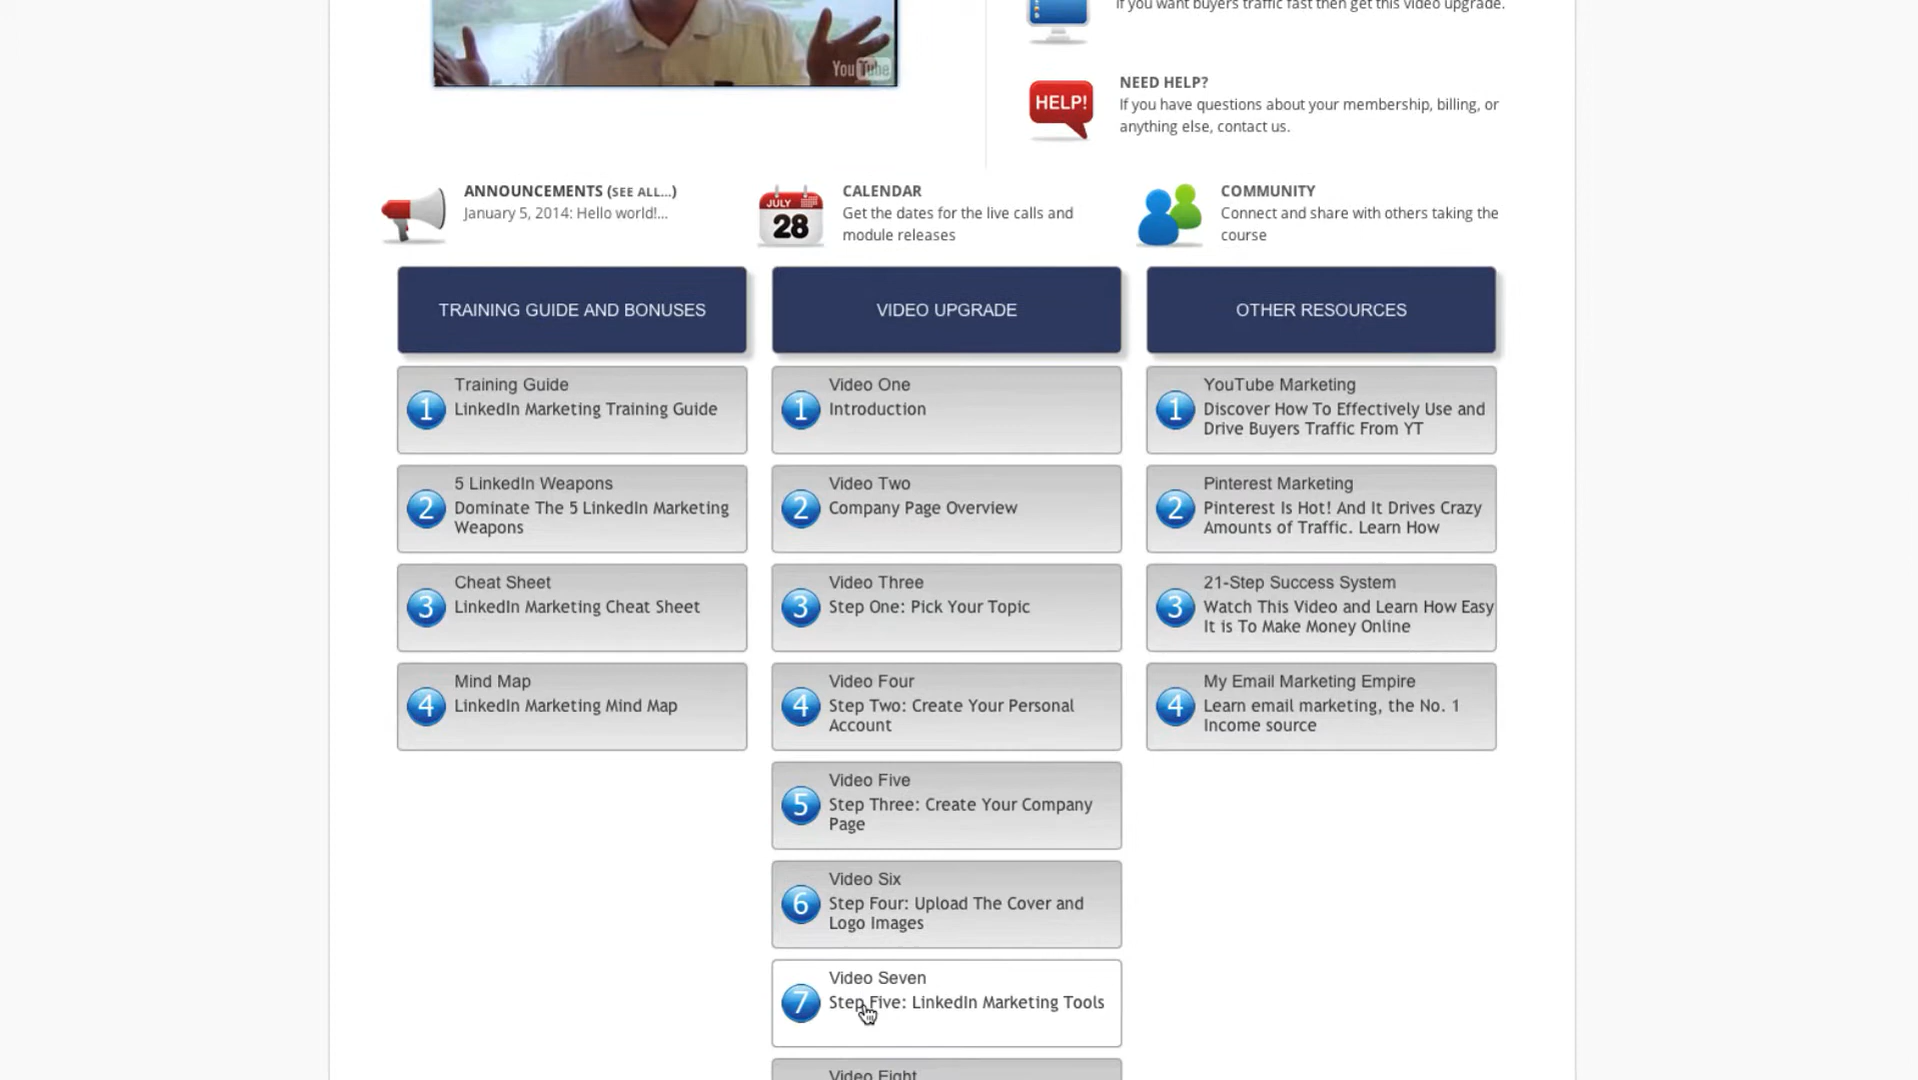 If you want buyers traffic fast then get this video upgrade.
YouTube
NEED HELP?
HELP!
If you have questions about your membership, billing, or
anything else, contact us.
ANNOUNCEMENTS (SEE ALL...)
January 5, 2014: Hello world!...
JULY
28
CALENDAR
Get the dates for the live calls and
module releases
COMMUNITY
Connect and share with others taking the
course
TRAINING GUIDE AND BONUSES
VIDEO UPGRADE
OTHER RESOURCES
1
Training Guide
LinkedIn Marketing Training Guide
1
Video One
Introduction
1
YouTube Marketing
Discover How To Effectively Use and
Drive Buyers Traffic From YT
2
5 LinkedIn Weapons
Dominate The 5 LinkedIn Marketing
Weapons
2
Video Two
Company Page Overview
2
Pinterest Marketing
Pinterest Is Hot! And It Drives Crazy
Amounts of Traffic. Learn How
3
Cheat Sheet
LinkedIn Marketing Cheat Sheet
3
Video Three
Step One: Pick Your Topic
3
21-Step Success System
Watch This Video and Learn How Easy
It is To Make Money Online
4
Mind Map
LinkedIn Marketing Mind Map
4
Video Four
Step Two: Create Your Personal
Account
4
My Email Marketing Empire
Learn email marketing, the No. 1
Income source
5
Video Five
Step Three: Create Your Company
Page
6
Video Six
Step Four: Upload The Cover and
Logo Images
7
Video Seven
Step Five: LinkedIn Marketing Tools
Video Eight